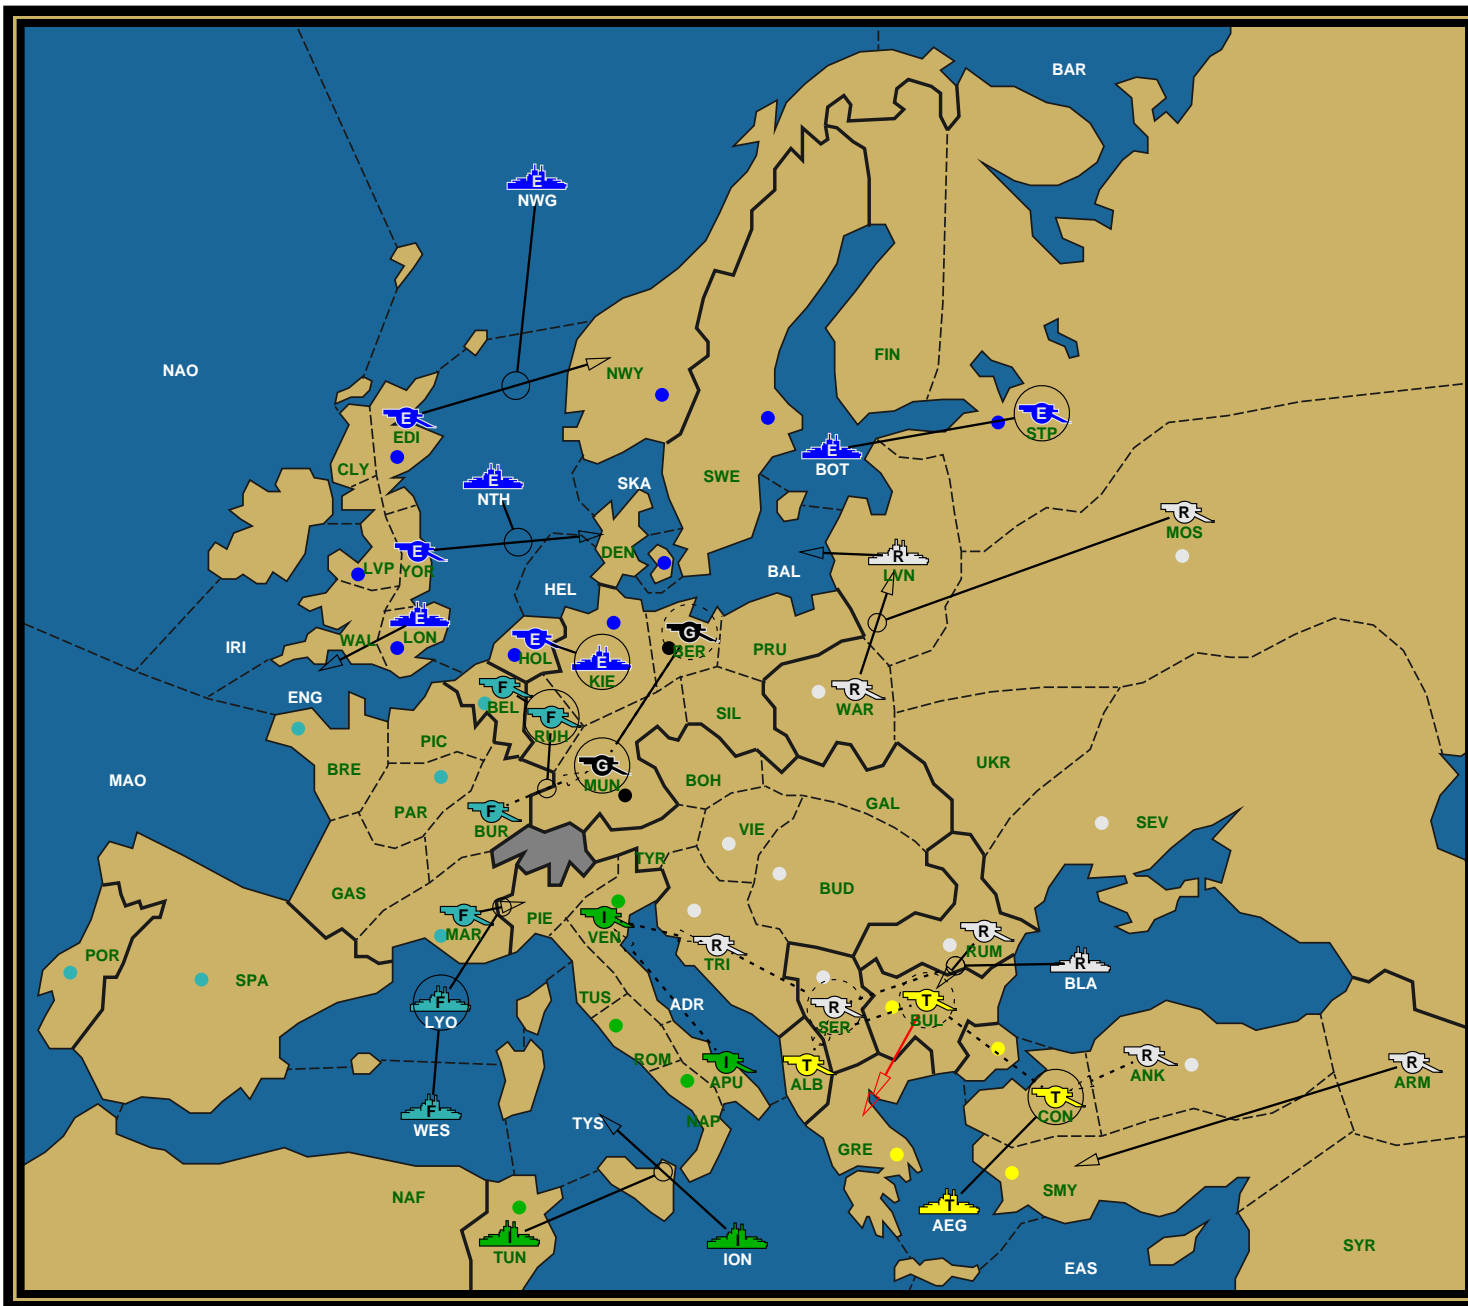 BAR
E
NWG
NAO
FIN
NWY
E
EDI
E
STP
E
BOT
CLY
SWE
E
NTH
SKA
R
MOS
E
YOR
LVP
DEN
R
LVN
BAL
HEL
E
LON
WAL
IRI
E
HOL
G
BER
PRU
E
KIE
ENG
F
BEL
R
WAR
F
RUH
SIL
PIC
BRE
G
MUN
BOH
UKR
MAO
PAR
F
BUR
GAL
SEV
VIE
TYR
BUD
GAS
F
MAR
PIE
I
VEN
R
TRI
R
RUM
POR
SPA
R
BLA
TUS
ADR
F
LYO
R
SER
T
BUL
ROM
I
APU
T
ALB
R
ANK
R
ARM
T
CON
F
WES
TYS
NAP
GRE
NAF
SMY
T
AEG
I
TUN
I
ION
SYR
EAS